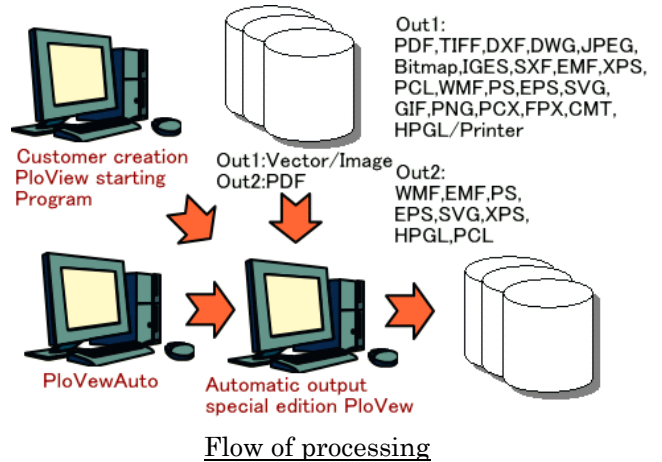 Out1:
PDF,TIFF,DXF,DWG,JPEG,
Bitmap,IGES,SXF,EMF,XPS,
PCL,WMF,PS,EPS,SVG,
GIF,PNG,PCX,FPX,CMT,
HPGL/Printer
Customer creation
PloView starting
Program
Out1:Vector/Image
Out2:PDF
Out2:
WMF,EMF,PS,
EPS,SVG,XPS,
HPGL,PCL
PloVewAuto
Automatic output
special edition PloVew
Flow of processing